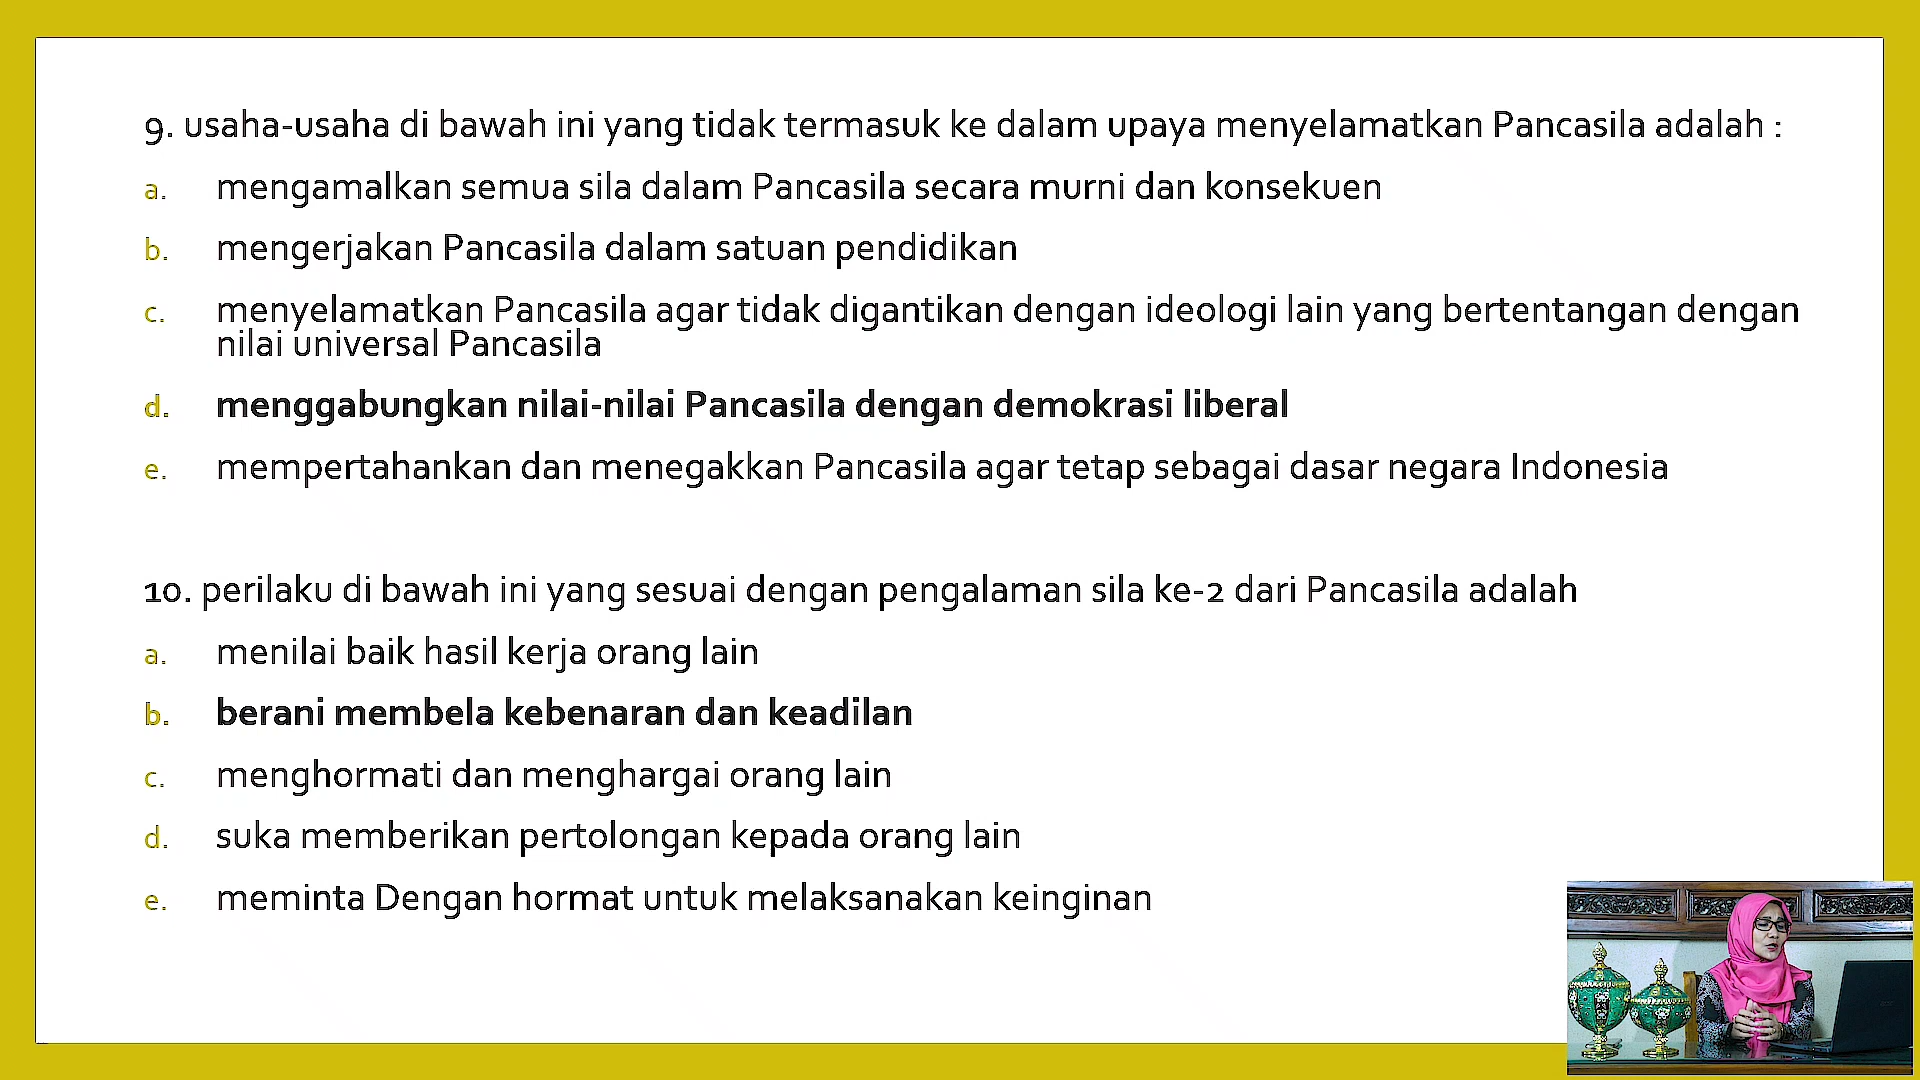 9. usaha-usaha di bawah ini yang tidak termasuk ke dalam upaya menyelamatkan Pancasila adalah :
a. mengamalkan semua sila dalam Pancasila secara murni dan konsekuen
b. mengerjakan Pancasila dalam satuan pendidikan
c. menyelamatkan Pancasila agar tidak digantikan dengan ideologi lain yang bertentangan dengan
nilai universal Pancasila
d. menggabungkan nilai-nilai Pancasila dengan demokrasi liberal
e. mempertahankan dan menegakkan Pancasila agar tetap sebagai dasar negara Indonesia
10. perilaku di bawah ini yang sesuai dengan pengalaman sila ke-2 dari Pancasila adalah
a. menilai baik hasil kerja orang lain
b. berani membela kebenaran dan keadilan
c. menghormati dan menghargai orang lain
d. suka memberikan pertolongan kepada orang lain
e. meminta Dengan hormat untuk melaksanakan keinginan